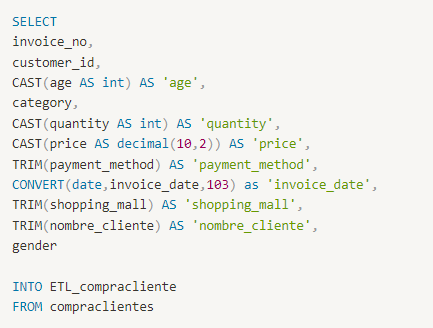 SELECT
invoice_no,
customer_id,
CAST(age AS int) AS 'age',
category,
CAST(quantity AS int) AS 'quantity',
CAST(price AS decimal(10,2)) AS 'price',
TRIM(payment_method) AS 'payment_method',
CONVERT(date,invoice_date,103) as 'invoice_date',
TRIM(shopping_mall) AS 'shopping_mall',
TRIM(nombre_cliente) AS 'nombre_cliente',
gender
INTO ETL_compracliente
FROM compraclientes